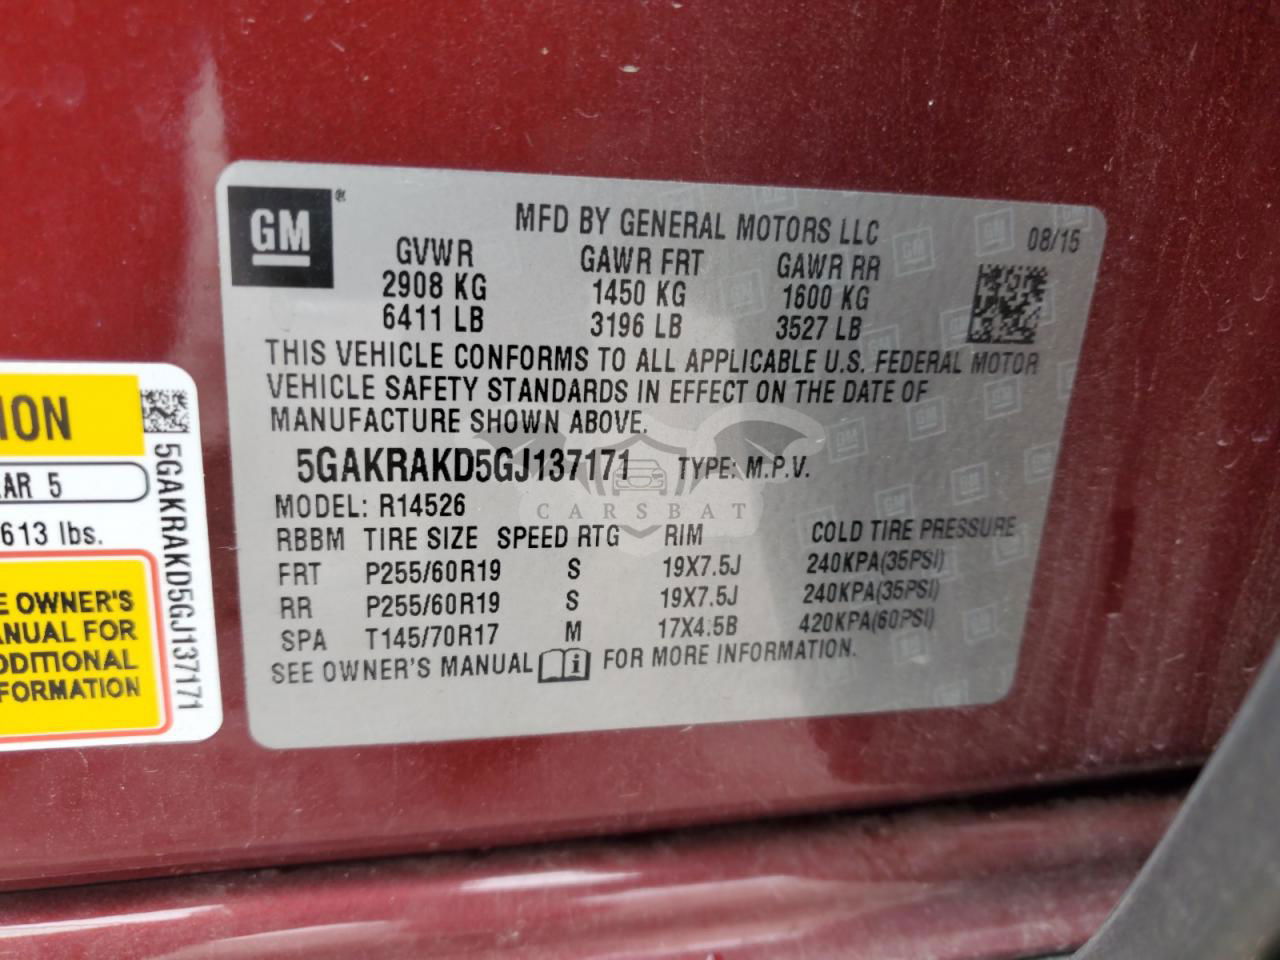 GM
®
MFD BY GENERAL MOTORS LLC
08/15
GVWR GAWR FRT GAWR RR
2908 KG 1450 KG 1600 KG
6411 LB 3196 LB 3527 LB
THIS VEHICLE CONFORMS TO ALL APPLICABLE U.S. FEDERAL MOTOR
VEHICLE SAFETY STANDARDS IN EFFECT ON THE DATE OF
MANUFACTURE SHOWN ABOVE.
5GAKRAKD5GJ137171 TYPE: M.P.V.
MODEL: R14526
CARSBAT
RBBM TIRE SIZE SPEED RTG RIM COLD TIRE PRESSURE
FRT P255/60R19 S 19X7.5J 240KPA(35PSI)
RR P255/60R19 S 19X7.5J 240KPA(35PSI)
SPA T145/70R17 M 17X4.5B 420KPA(60PSI)
SEE OWNER'S MANUAL i FOR MORE INFORMATION.
ION
AR 5
613 lbs.
E OWNER'S
ANUAL FOR
DDITIONAL
FORMATION
5GAKRAKD5GJ137171